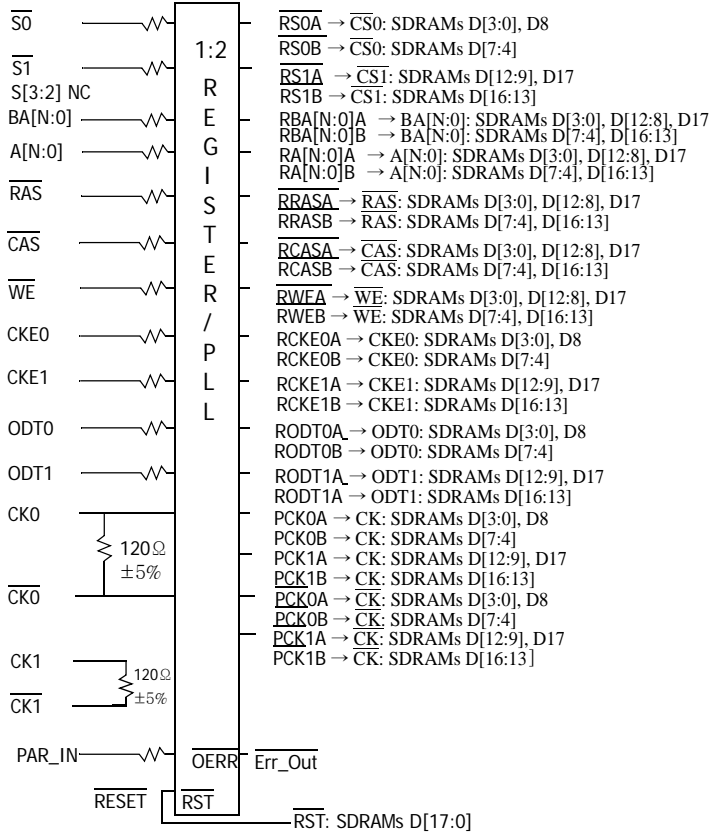 S0
S1
S[3:2] NC
BA[N:0]
A[N:0]
RAS
CAS
WE
CKE0
CKE1
ODT0
ODT1
CK0
120Ω
±5%
CK0
CK1
120Ω
±5%
CK1
PAR_IN
RESET
1:2
R
E
G
I
S
T
E
R
/
P
L
L
OERR
RST
RS0A → CS0: SDRAMs D[3:0], D8
RS0B → CS0: SDRAMs D[7:4]
RS1A → CS1: SDRAMs D[12:9], D17
RS1B → CS1: SDRAMs D[16:13]
RBA[N:0]A → BA[N:0]: SDRAMs D[3:0], D[12:8], D17
RBA[N:0]B → BA[N:0]: SDRAMs D[7:4], D[16:13]
RA[N:0]A → A[N:0]: SDRAMs D[3:0], D[12:8], D17
RA[N:0]B → A[N:0]: SDRAMs D[7:4], D[16:13]
RRASA → RAS: SDRAMs D[3:0], D[12:8], D17
RRASB → RAS: SDRAMs D[7:4], D[16:13]
RCASA → CAS: SDRAMs D[3:0], D[12:8], D17
RCASB → CAS: SDRAMs D[7:4], D[16:13]
RWEA → WE: SDRAMs D[3:0], D[12:8], D17
RWEB → WE: SDRAMs D[7:4], D[16:13]
RCKE0A → CKE0: SDRAMs D[3:0], D8
RCKE0B → CKE0: SDRAMs D[7:4]
RCKE1A → CKE1: SDRAMs D[12:9], D17
RCKE1B → CKE1: SDRAMs D[16:13]
RODT0A → ODT0: SDRAMs D[3:0], D8
RODT0B → ODT0: SDRAMs D[7:4]
RODT1A → ODT1: SDRAMs D[12:9], D17
RODT1A → ODT1: SDRAMs D[16:13]
PCK0A → CK: SDRAMs D[3:0], D8
PCK0B → CK: SDRAMs D[7:4]
PCK1A → CK: SDRAMs D[12:9], D17
PCK1B → CK: SDRAMs D[16:13]
PCK0A → CK: SDRAMs D[3:0], D8
PCK0B → CK: SDRAMs D[7:4]
PCK1A → CK: SDRAMs D[12:9], D17
PCK1B → CK: SDRAMs D[16:13]
Err_Out
RST: SDRAMs D[17:0]